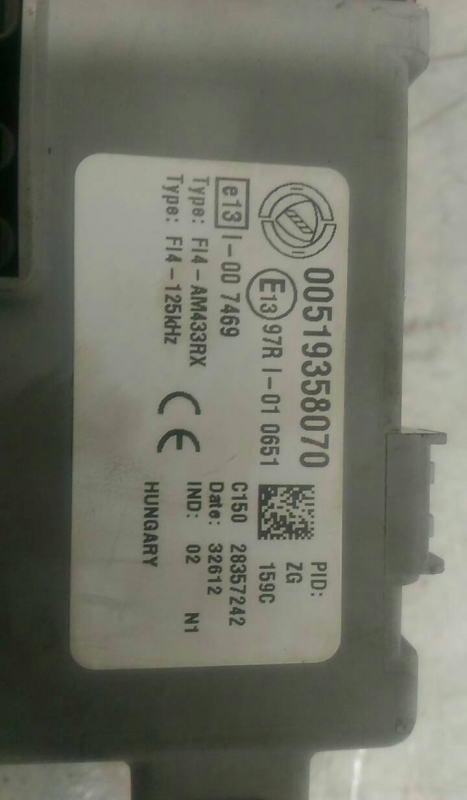 00519358070
E13 97R I-01 0651
e13 I-00 7469
Type: FI4-AM433RX
Type: FI4-125kHz
CE
PID:
ZG
159C
C150 28357242
Date: 32612
IND: 02 N1
HUNGARY